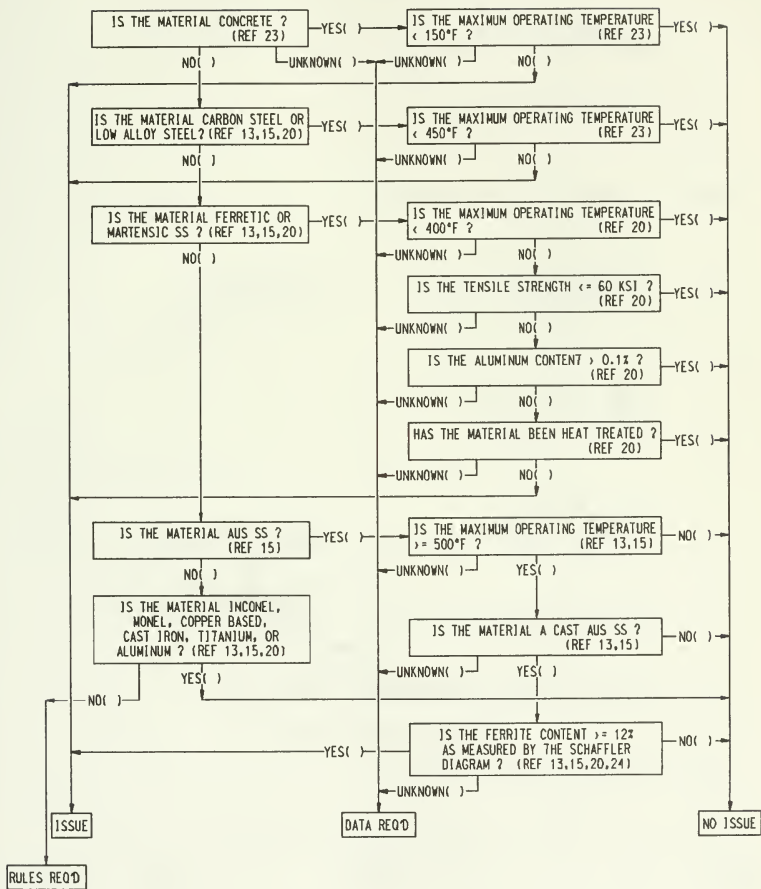 IS THE MATERIAL CONCRETE ?
(REF 23)
YES( )
IS THE MAXIMUM OPERATING TEMPERATURE
< 150°F ? (REF 23)
YES( )
NO( )
UNKNOWN( )
UNKNOWN( )
NO( )
IS THE MATERIAL CARBON STEEL OR
LOW ALLOY STEEL? (REF 13,15,20)
YES( )
IS THE MAXIMUM OPERATING TEMPERATURE
< 450°F ? (REF 23)
YES( )
NO( )
UNKNOWN( )
NO( )
IS THE MATERIAL FERRETIC OR
MARTENSIC SS ? (REF 13,15,20)
YES( )
IS THE MAXIMUM OPERATING TEMPERATURE
< 400°F ? (REF 20)
YES( )
NO( )
UNKNOWN( )
NO( )
IS THE TENSILE STRENGTH <= 60 KSI ?
(REF 20)
YES( )
UNKNOWN( )
NO( )
IS THE ALUMINUM CONTENT > 0.1% ?
(REF 20)
YES( )
UNKNOWN( )
NO( )
HAS THE MATERIAL BEEN HEAT TREATED ?
(REF 20)
YES( )
UNKNOWN( )
NO( )
IS THE MATERIAL AUS SS ?
(REF 15)
YES( )
IS THE MAXIMUM OPERATING TEMPERATURE
>= 500°F ? (REF 13,15)
NO( )
NO( )
UNKNOWN( )
YES( )
IS THE MATERIAL INCONEL,
MONEL, COPPER BASED,
CAST IRON, TITANIUM, OR
ALUMINUM ? (REF 13,15,20)
IS THE MATERIAL A CAST AUS SS ?
(REF 13,15)
NO( )
NO( )
YES( )
UNKNOWN( )
YES( )
YES( )
IS THE FERRITE CONTENT >= 12%
AS MEASURED BY THE SCHAFFLER
DIAGRAM ? (REF 13,15,20,24)
NO( )
UNKNOWN( )
ISSUE
DATA REQ'D
NO ISSUE
RULES REQ'D